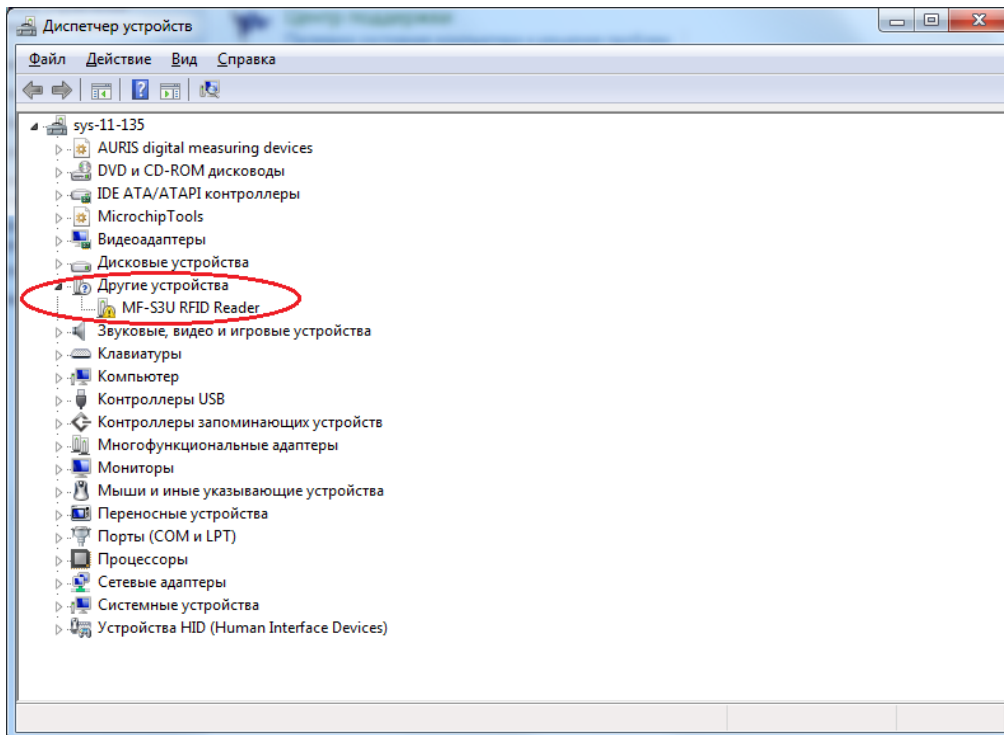 Диспетчер устройств
Центр поддержки
Файл Действие Вид Справка
sys-11-135
AURIS digital measuring devices
DVD и CD-ROM дисководы
IDE ATA/ATAPI контроллеры
MicrochipTools
Видеоадаптеры
Дисковые устройства
Другие устройства
MF-S3U RFID Reader
Звуковые, видео и игровые устройства
Клавиатуры
Компьютер
Контроллеры USB
Контроллеры запоминающих устройств
Многофункциональные адаптеры
Мониторы
Мыши и иные указывающие устройства
Переносные устройства
Порты (COM и LPT)
Процессоры
Сетевые адаптеры
Системные устройства
Устройства HID (Human Interface Devices)